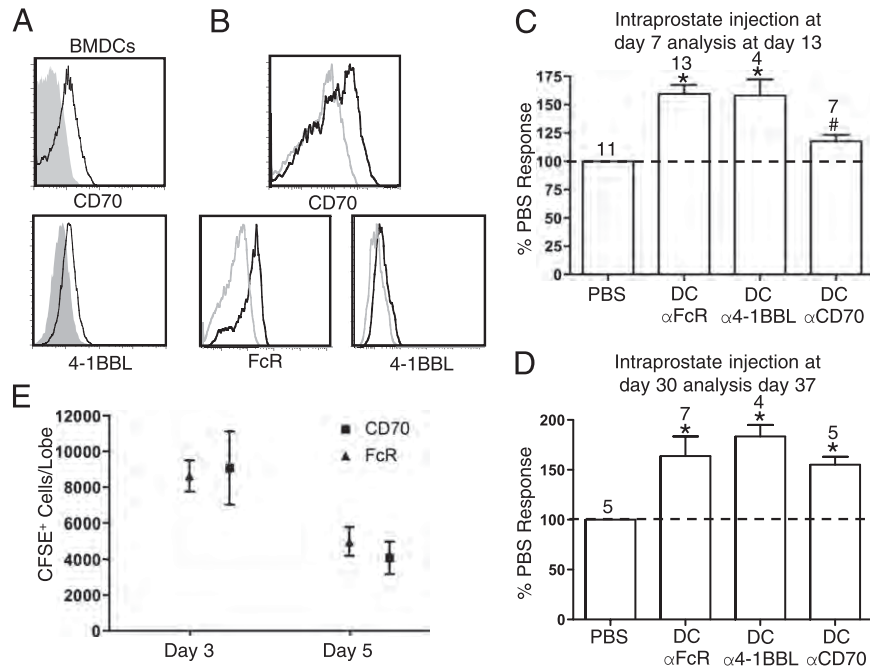 A
BMDCs
CD70
4-1BBL
B
CD70
FcR
4-1BBL
C
Intraprostate injection at
day 7 analysis at day 13
% PBS Response
175
150
125
100
75
50
25
0
11
13
*
4
*
7
#
PBS
DC
αFcR
DC
α4-1BBL
DC
αCD70
D
Intraprostate injection at
day 30 analysis day 37
% PBS Response
200
150
100
50
0
5
7
*
4
*
5
*
PBS
DC
αFcR
DC
α4-1BBL
DC
αCD70
E
CFSE⁺ Cells/Lobe
12000
10000
8000
6000
4000
2000
0
CD70
FcR
Day 3
Day 5